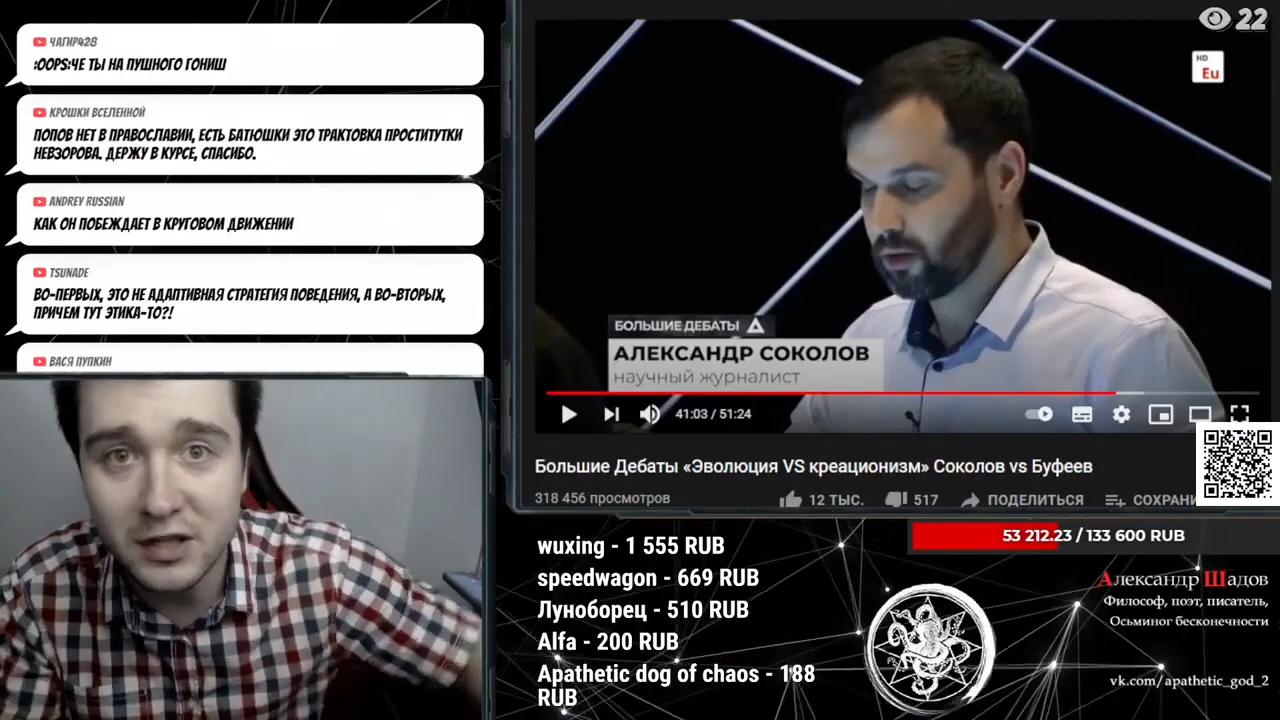 ЧАГИР428
:OOPS:ЧЕ ТЫ НА ПУШНОГО ГОНИШ
КРОШКИ ВСЕЛЕННОЙ
ПОПОВ НЕТ В ПРАВОСЛАВИИ, ЕСТЬ БАТЮШКИ ЭТО ТРАКТОВКА ПРОСТИТУТКИ
НЕВЗОРОВА. ДЕРЖУ В КУРСЕ, СПАСИБО.
ANDREY RUSSIAN
КАК ОН ПОБЕЖДАЕТ В КРУГОВОМ ДВИЖЕНИИ
TSUNADE
ВО-ПЕРВЫХ, ЭТО НЕ АДАПТИВНАЯ СТРАТЕГИЯ ПОВЕДЕНИЯ, А ВО-ВТОРЫХ,
ПРИЧЕМ ТУТ ЭТИКА-ТО?!
ВАСЯ ПУПКИН
22
HD
Eu
БОЛЬШИЕ ДЕБАТЫ
АЛЕКСАНДР СОКОЛОВ
научный журналист
41:03 / 51:24
Большие Дебаты «Эволюция VS креационизм» Соколов vs Буфеев
318 456 просмотров
12 ТЫС.
517
ПОДЕЛИТЬСЯ
СОХРАНИ
53 212.23 / 133 600 RUB
wuxing - 1 555 RUB
speedwagon - 669 RUB
Луноборец - 510 RUB
Alfa - 200 RUB
Apathetic dog of chaos - 188
RUB
Александр Шадов
Философ, поэт, писатель,
Осьминог бесконечности
vk.com/apathetic_god_2